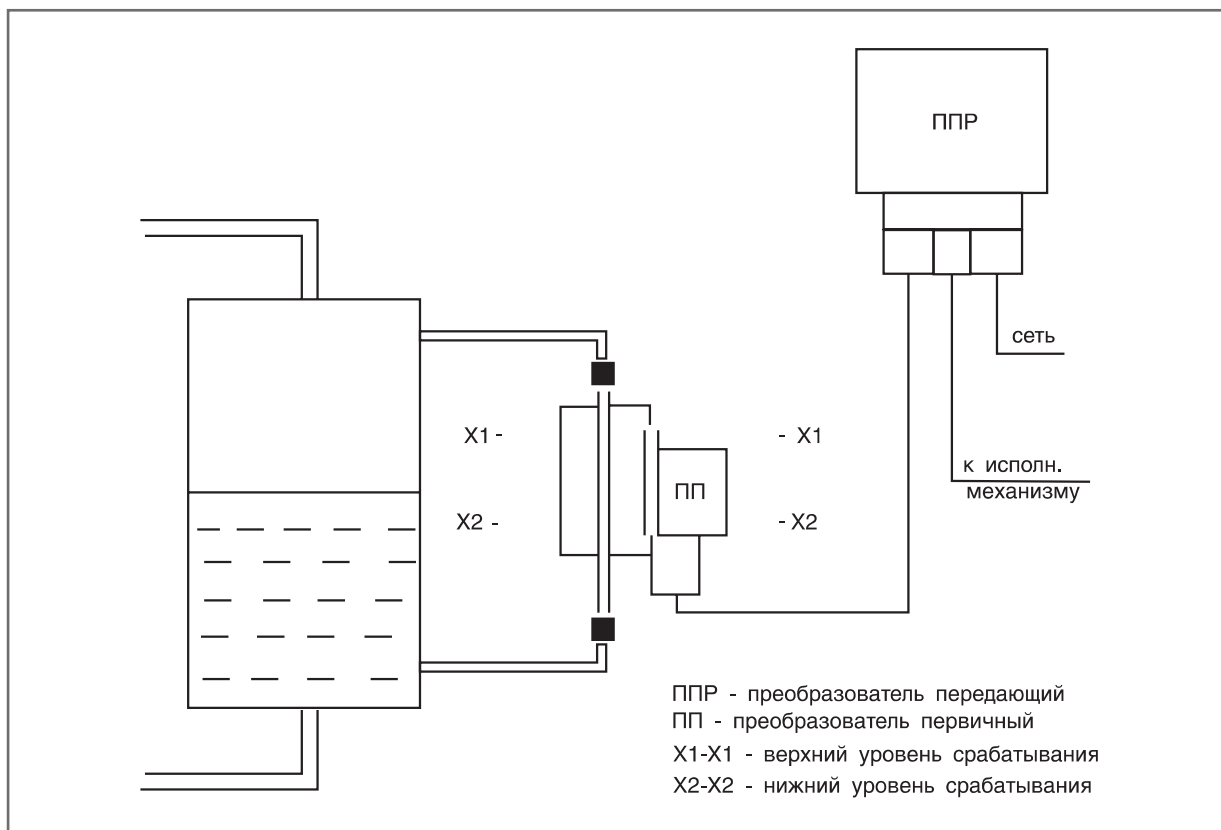 ППР
сеть
X1 -
- X1
к исполн.
механизму
ПП
X2 -
- X2
ППР - преобразователь передающий
ПП - преобразователь первичный
X1-X1 - верхний уровень срабатывания
X2-X2 - нижний уровень срабатывания